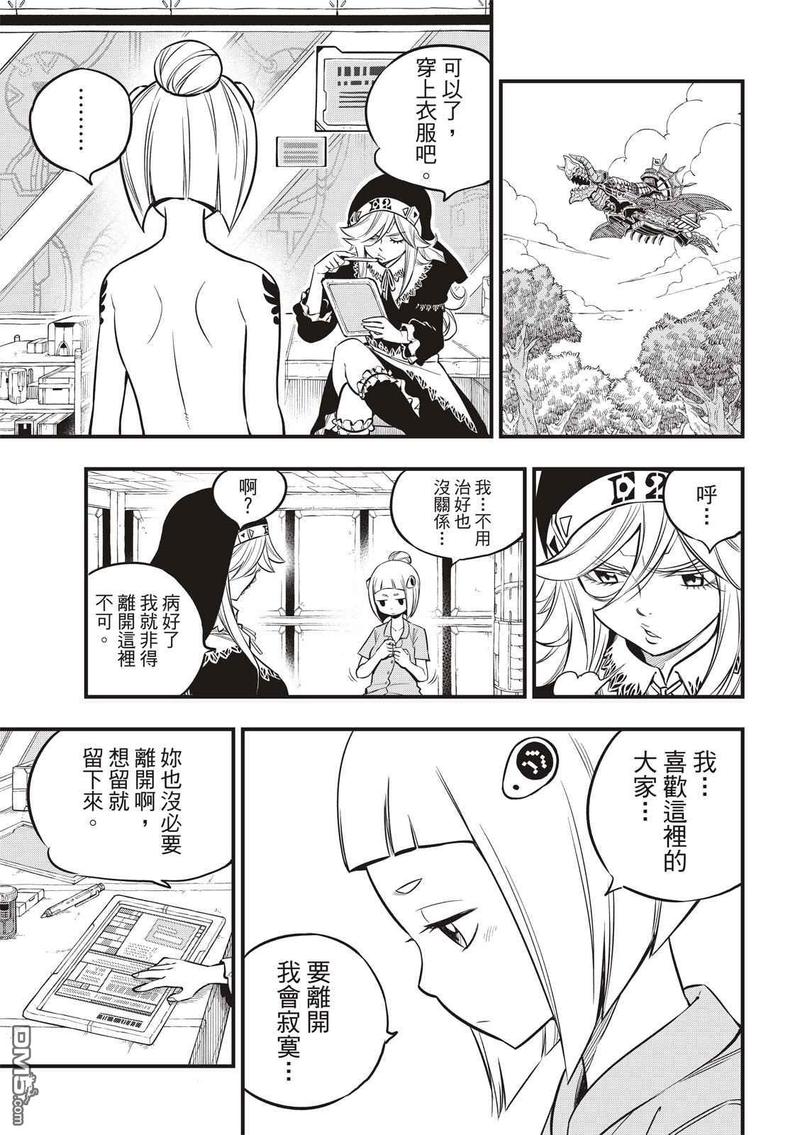 可以了，
穿上衣服吧。
………
呼…
我…不用
治好也
沒關係…
啊？
病好了
我就非得
離開這裡
不可。
我…
喜歡這裡的
大家…
要離開
我會寂寞…
妳也沒必要
離開啊，
想留就
留下來。
DM5.com